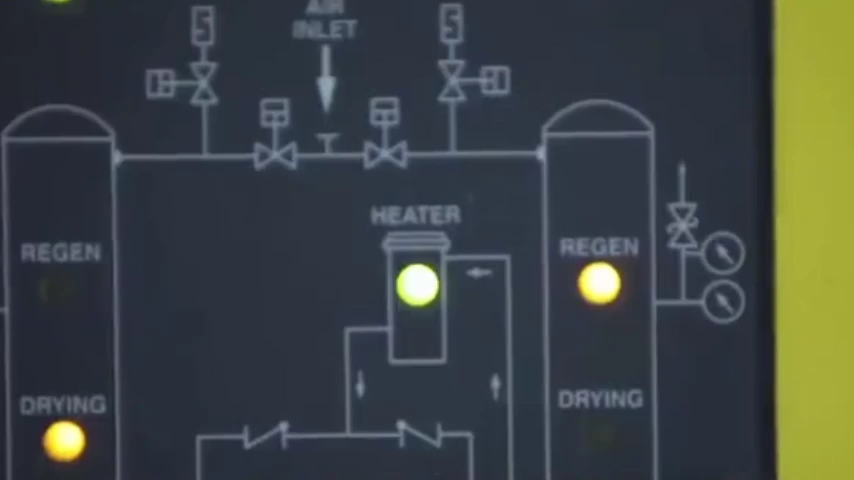 AIR
INLET
S
S
HEATER
REGEN
REGEN
DRYING
DRYING